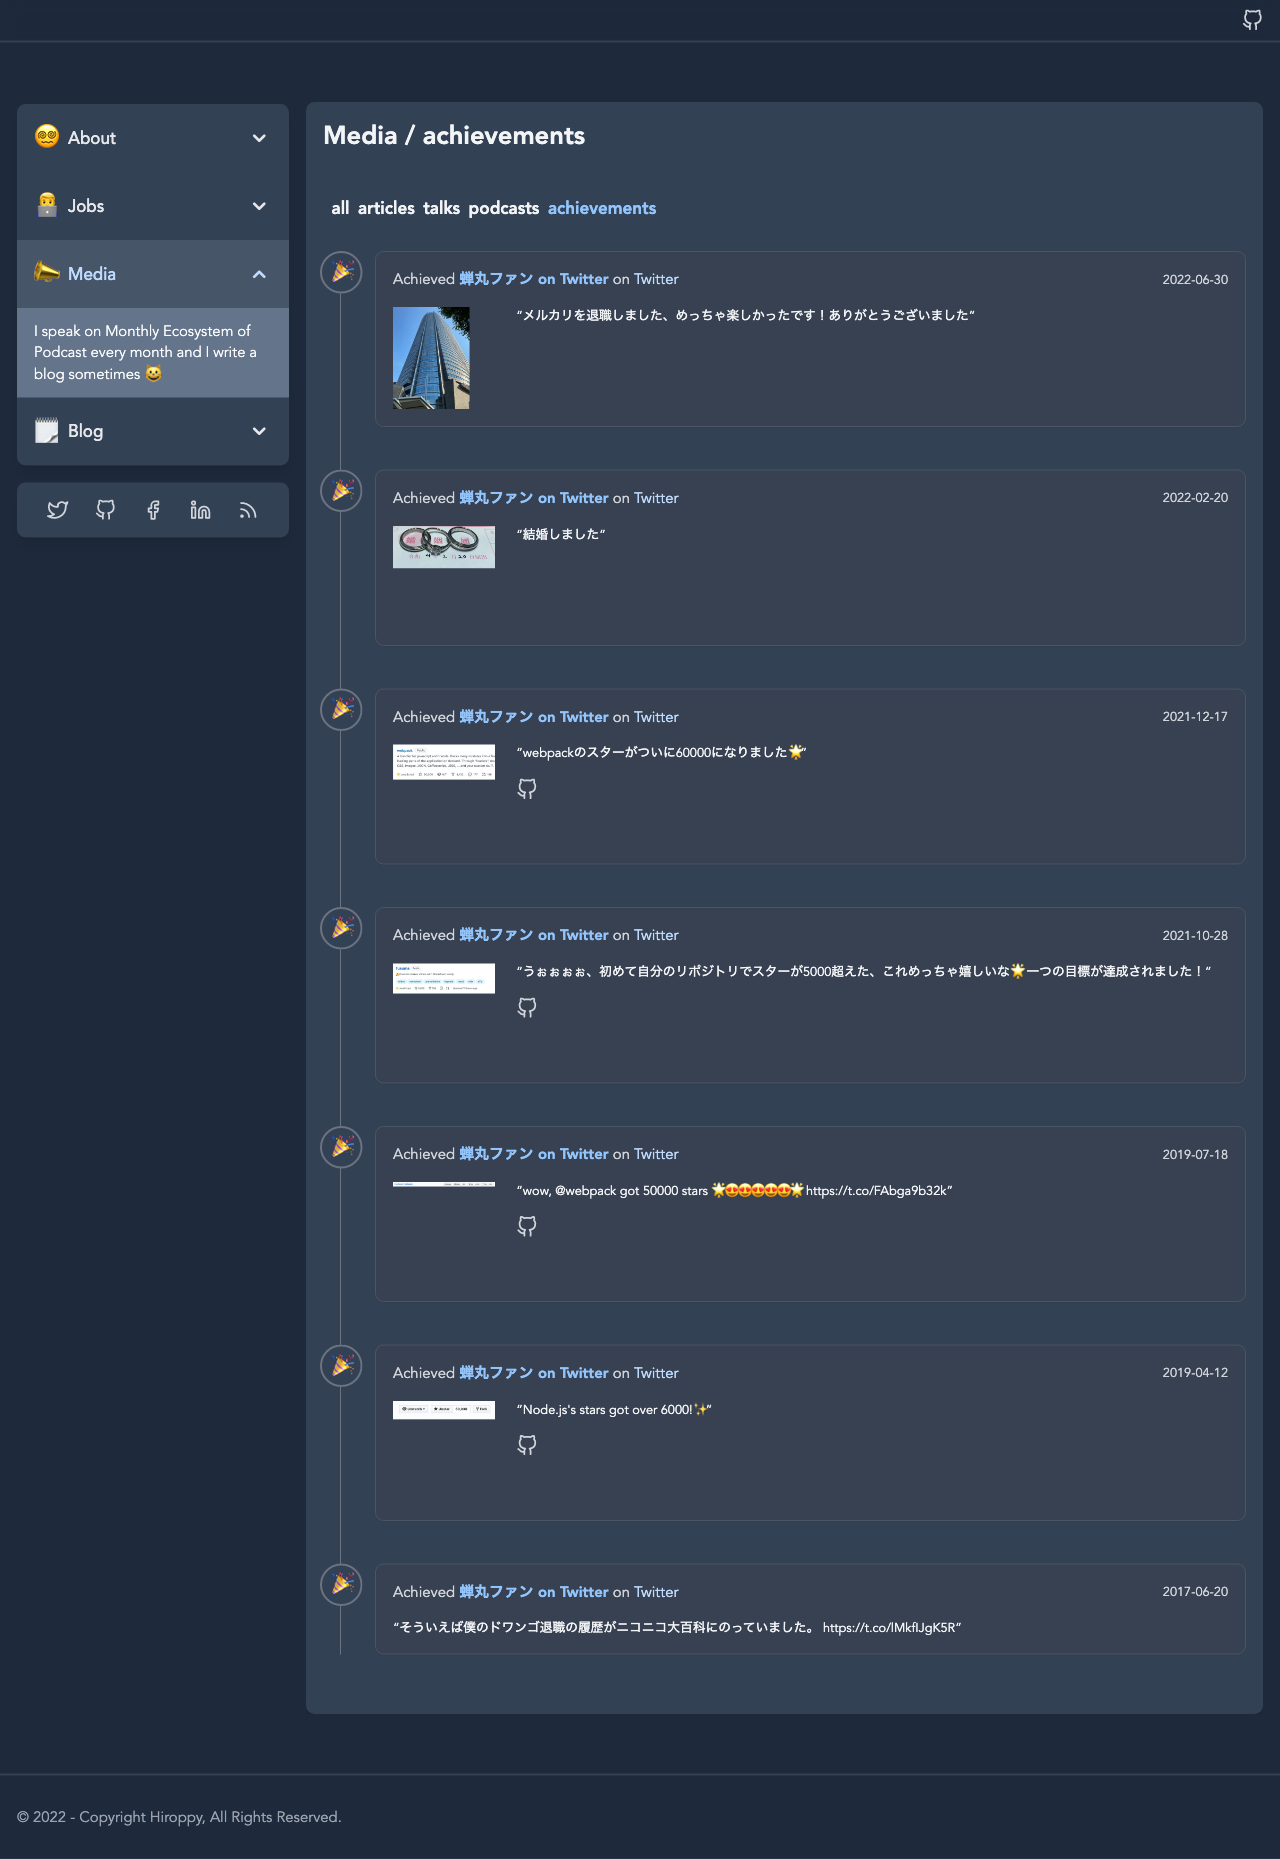 About
Jobs
Media
I speak on Monthly Ecosystem of
Podcast every month and I write a
blog sometimes 😺
Blog
Media / achievements
all articles talks podcasts achievements
Achieved 蝉丸ファン on Twitter on Twitter
2022-06-30
“メルカリを退職しました、めっちゃ楽しかったです！ありがとうございました”
Achieved 蝉丸ファン on Twitter on Twitter
2022-02-20
“結婚しました”
Achieved 蝉丸ファン on Twitter on Twitter
2021-12-17
“webpackのスターがついに60000になりました🌟”
Achieved 蝉丸ファン on Twitter on Twitter
2021-10-28
“うぉぉぉぉ、初めて自分のリポジトリでスターが5000超えた、これめっちゃ嬉しいな🌟一つの目標が達成されました！”
Achieved 蝉丸ファン on Twitter on Twitter
2019-07-18
“wow, @webpack got 50000 stars 🌟😍😍😍😍😍🌟https://t.co/FAbga9b32k”
Achieved 蝉丸ファン on Twitter on Twitter
2019-04-12
“Node.js's stars got over 6000!✨”
Achieved 蝉丸ファン on Twitter on Twitter
2017-06-20
“そういえば僕のドワンゴ退職の履歴がニコニコ大百科にのっていました。 https://t.co/lMkflJgK5R”
© 2022 - Copyright Hiroppy, All Rights Reserved.